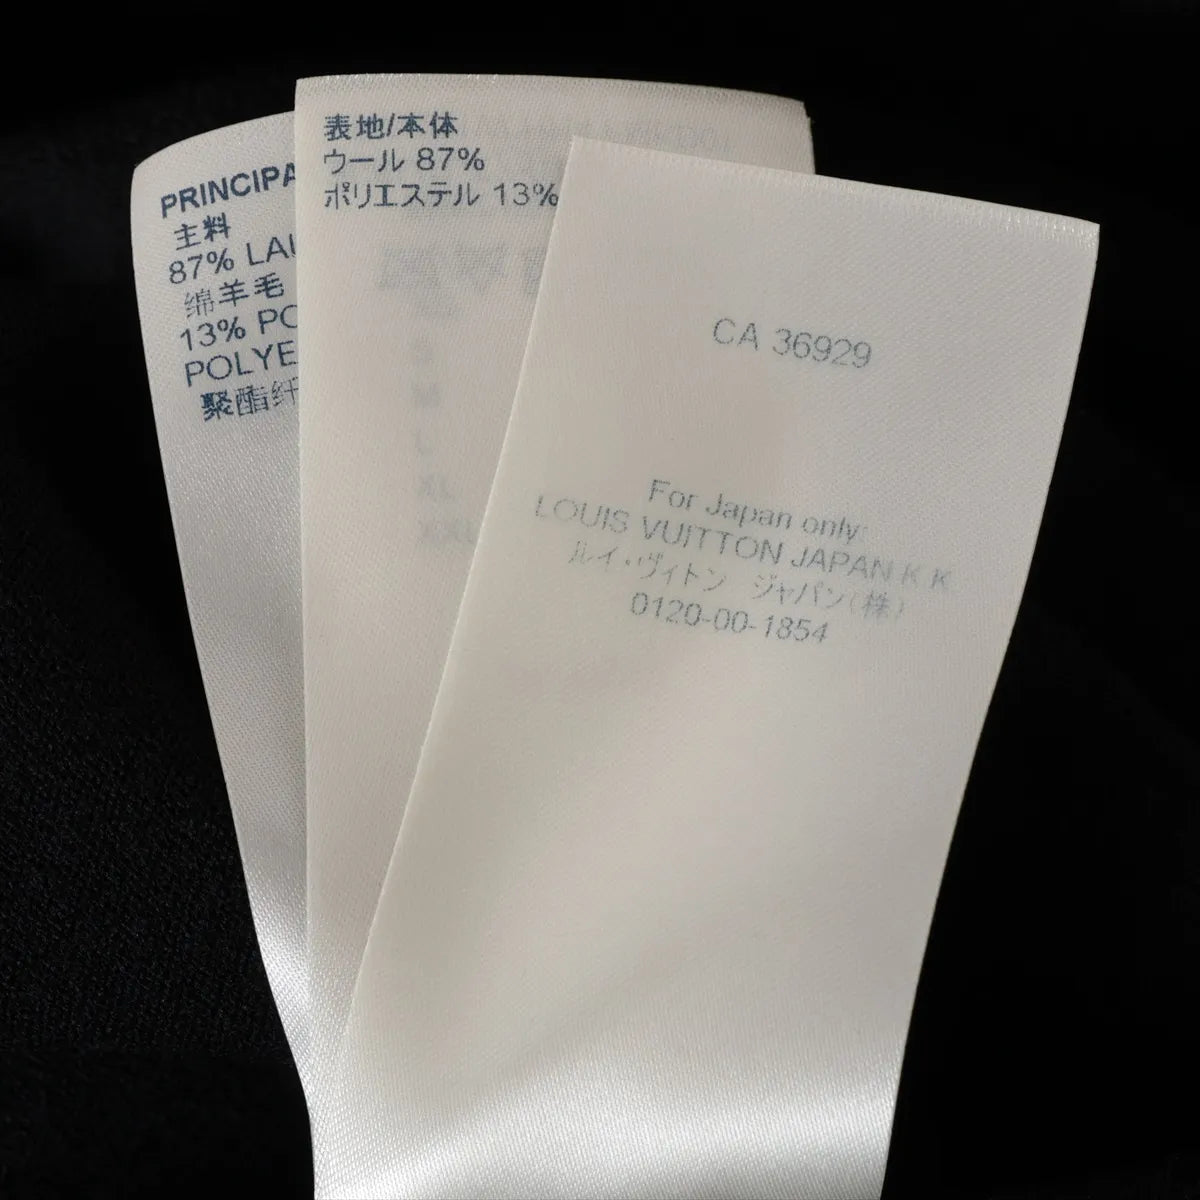 PRINCIPA
主料
87% LAI
绵羊毛
13% PO
POLYE
聚酯纤
表地/本体
ウール 87%
ポリエステル 13%
CA 36929
For Japan only:
LOUIS VUITTON JAPAN K K
ルイ・ヴィトン ジャパン(株)
0120-00-1854